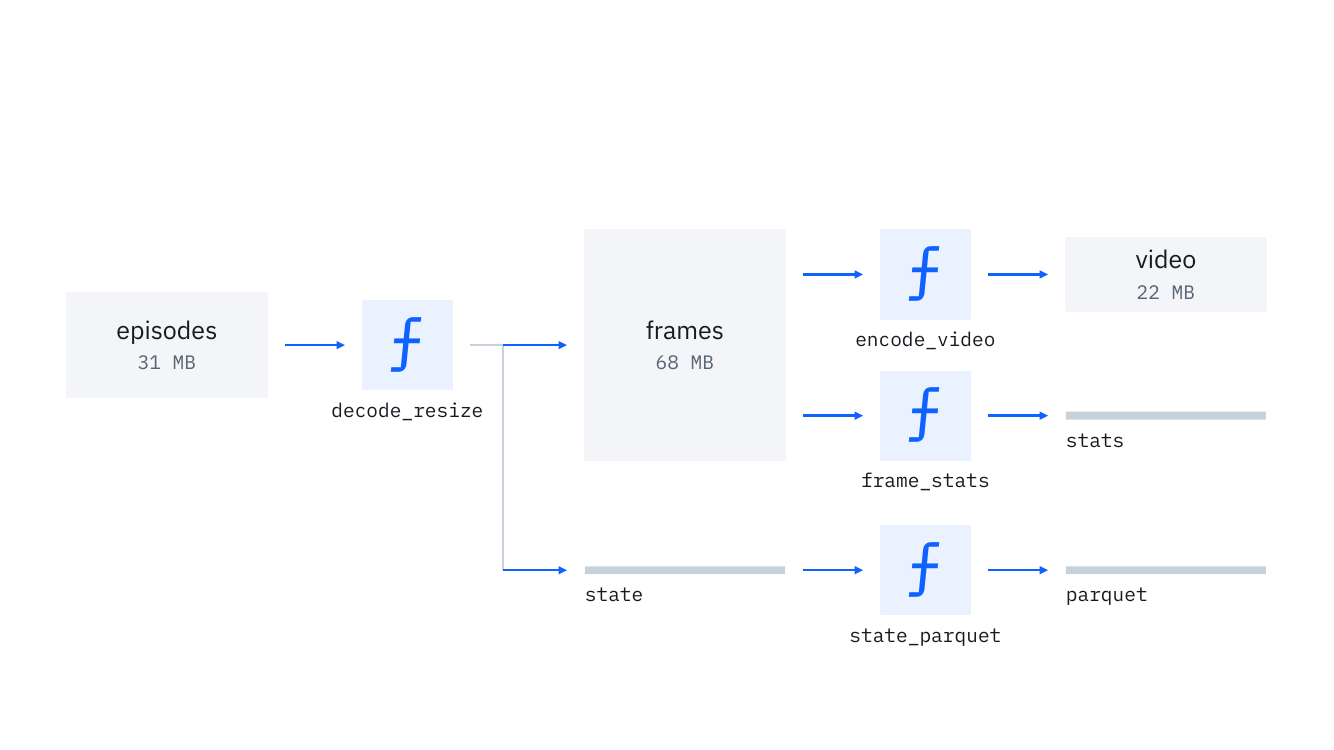 episodes
31 MB
ƒ
decode_resize
frames
68 MB
ƒ
encode_video
video
22 MB
ƒ
frame_stats
stats
state
ƒ
state_parquet
parquet